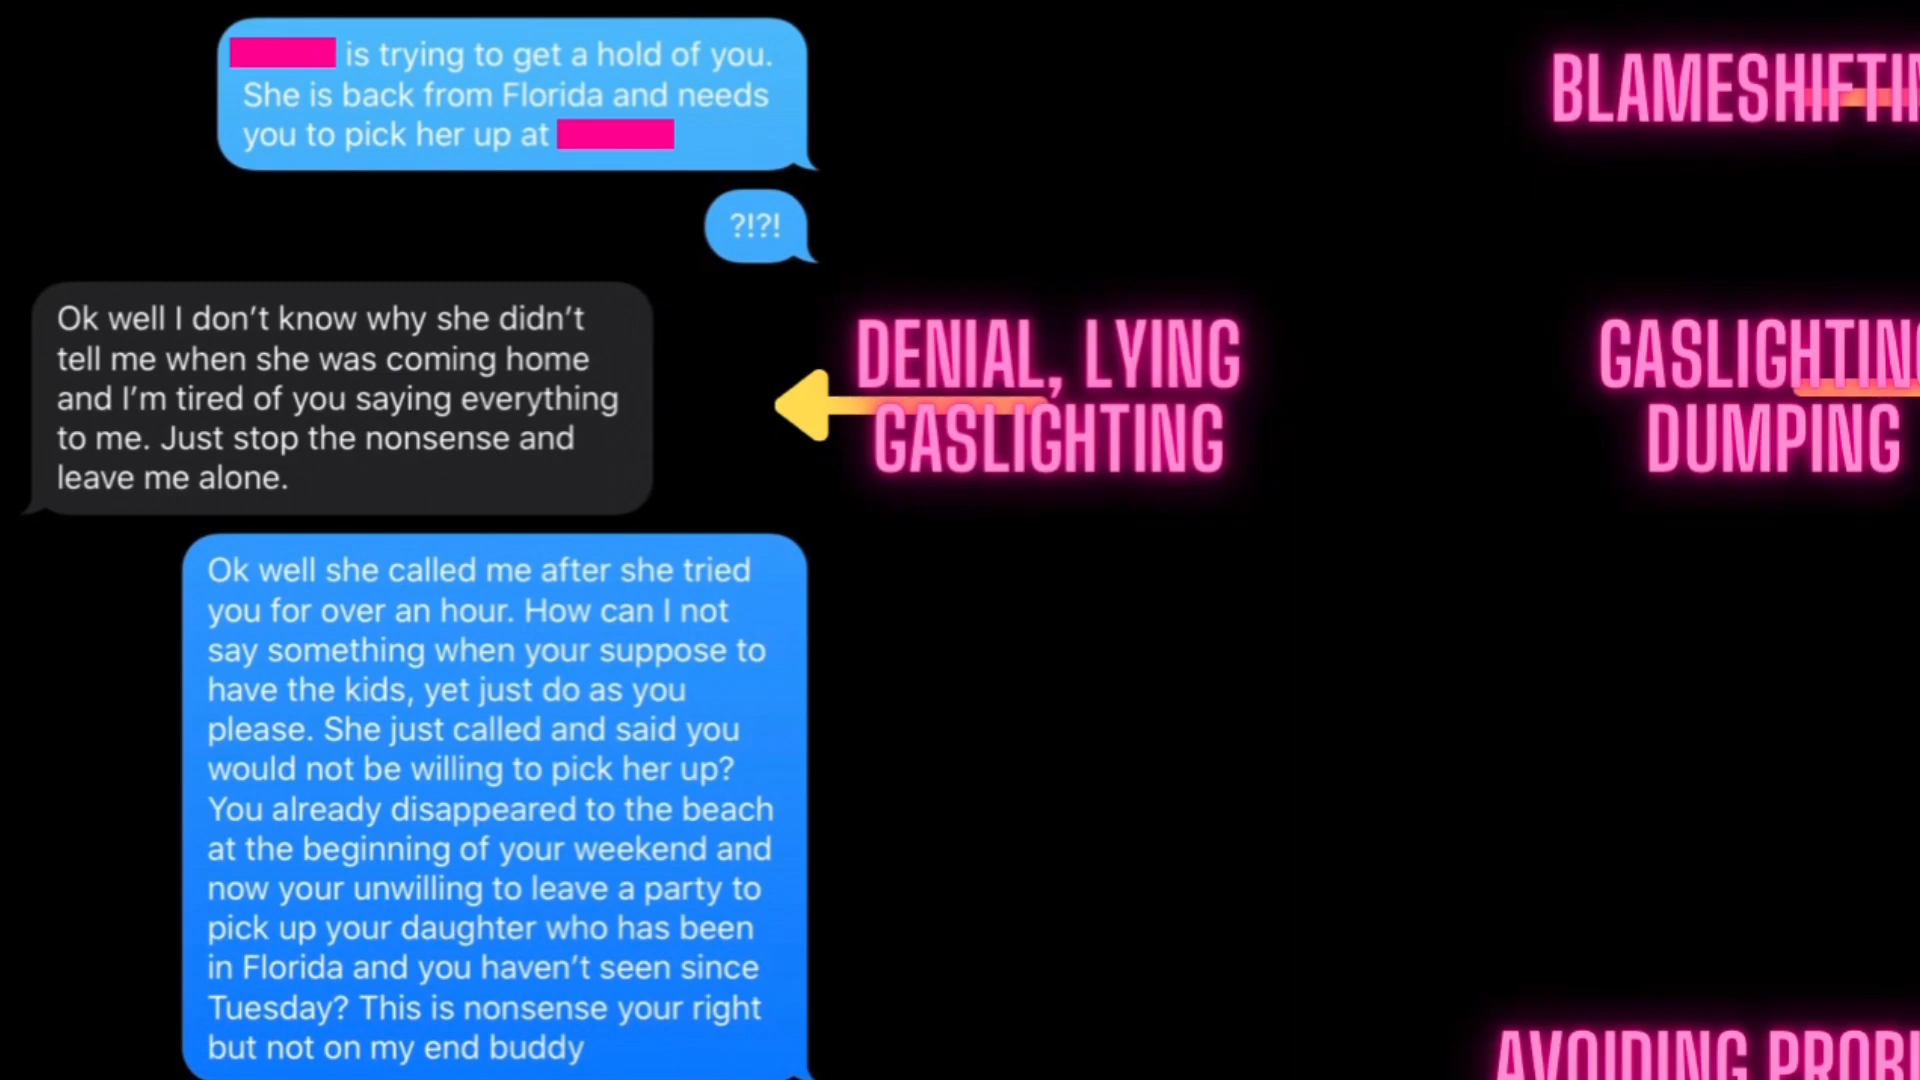 is trying to get a hold of you.
She is back from Florida and needs
you to pick her up at
?!?!
Ok well I don’t know why she didn’t
tell me when she was coming home
and I’m tired of you saying everything
to me. Just stop the nonsense and
leave me alone.
Ok well she called me after she tried
you for over an hour. How can I not
say something when your suppose to
have the kids, yet just do as you
please. She just called and said you
would not be willing to pick her up?
You already disappeared to the beach
at the beginning of your weekend and
now your unwilling to leave a party to
pick up your daughter who has been
in Florida and you haven’t seen since
Tuesday? This is nonsense your right
but not on my end buddy
DENIAL, LYING
GASLIGHTING
BLAMESHIFTIN
GASLIGHTING
DUMPING
AVOIDING PROBL